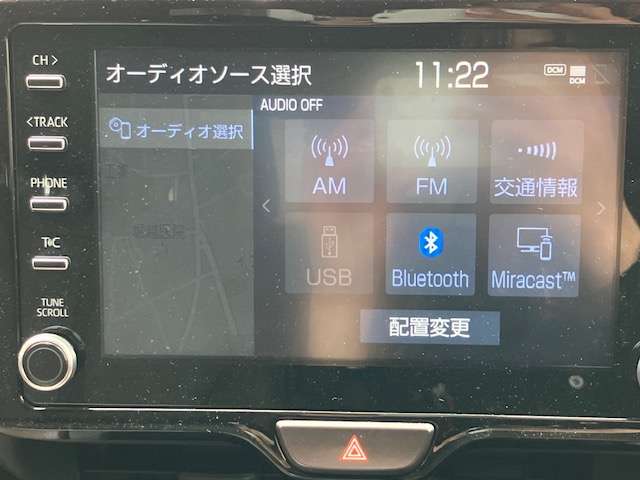 CH>
<TRACK
PHONE
T⋅C
TUNE
SCROLL
オーディオソース選択
11:22
DCM
DCM
オーディオ選択
AUDIO OFF
AM
FM
交通情報
USB
Bluetooth
Miracast™
配置変更